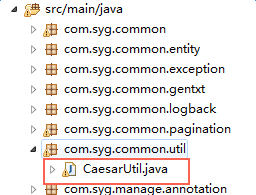 src/main/java
com.syg.common
com.syg.common.entity
com.syg.common.exception
com.syg.common.gentxt
com.syg.common.logback
com.syg.common.pagination
com.syg.common.util
CaesarUtil.java
com.syg.manage.annotation